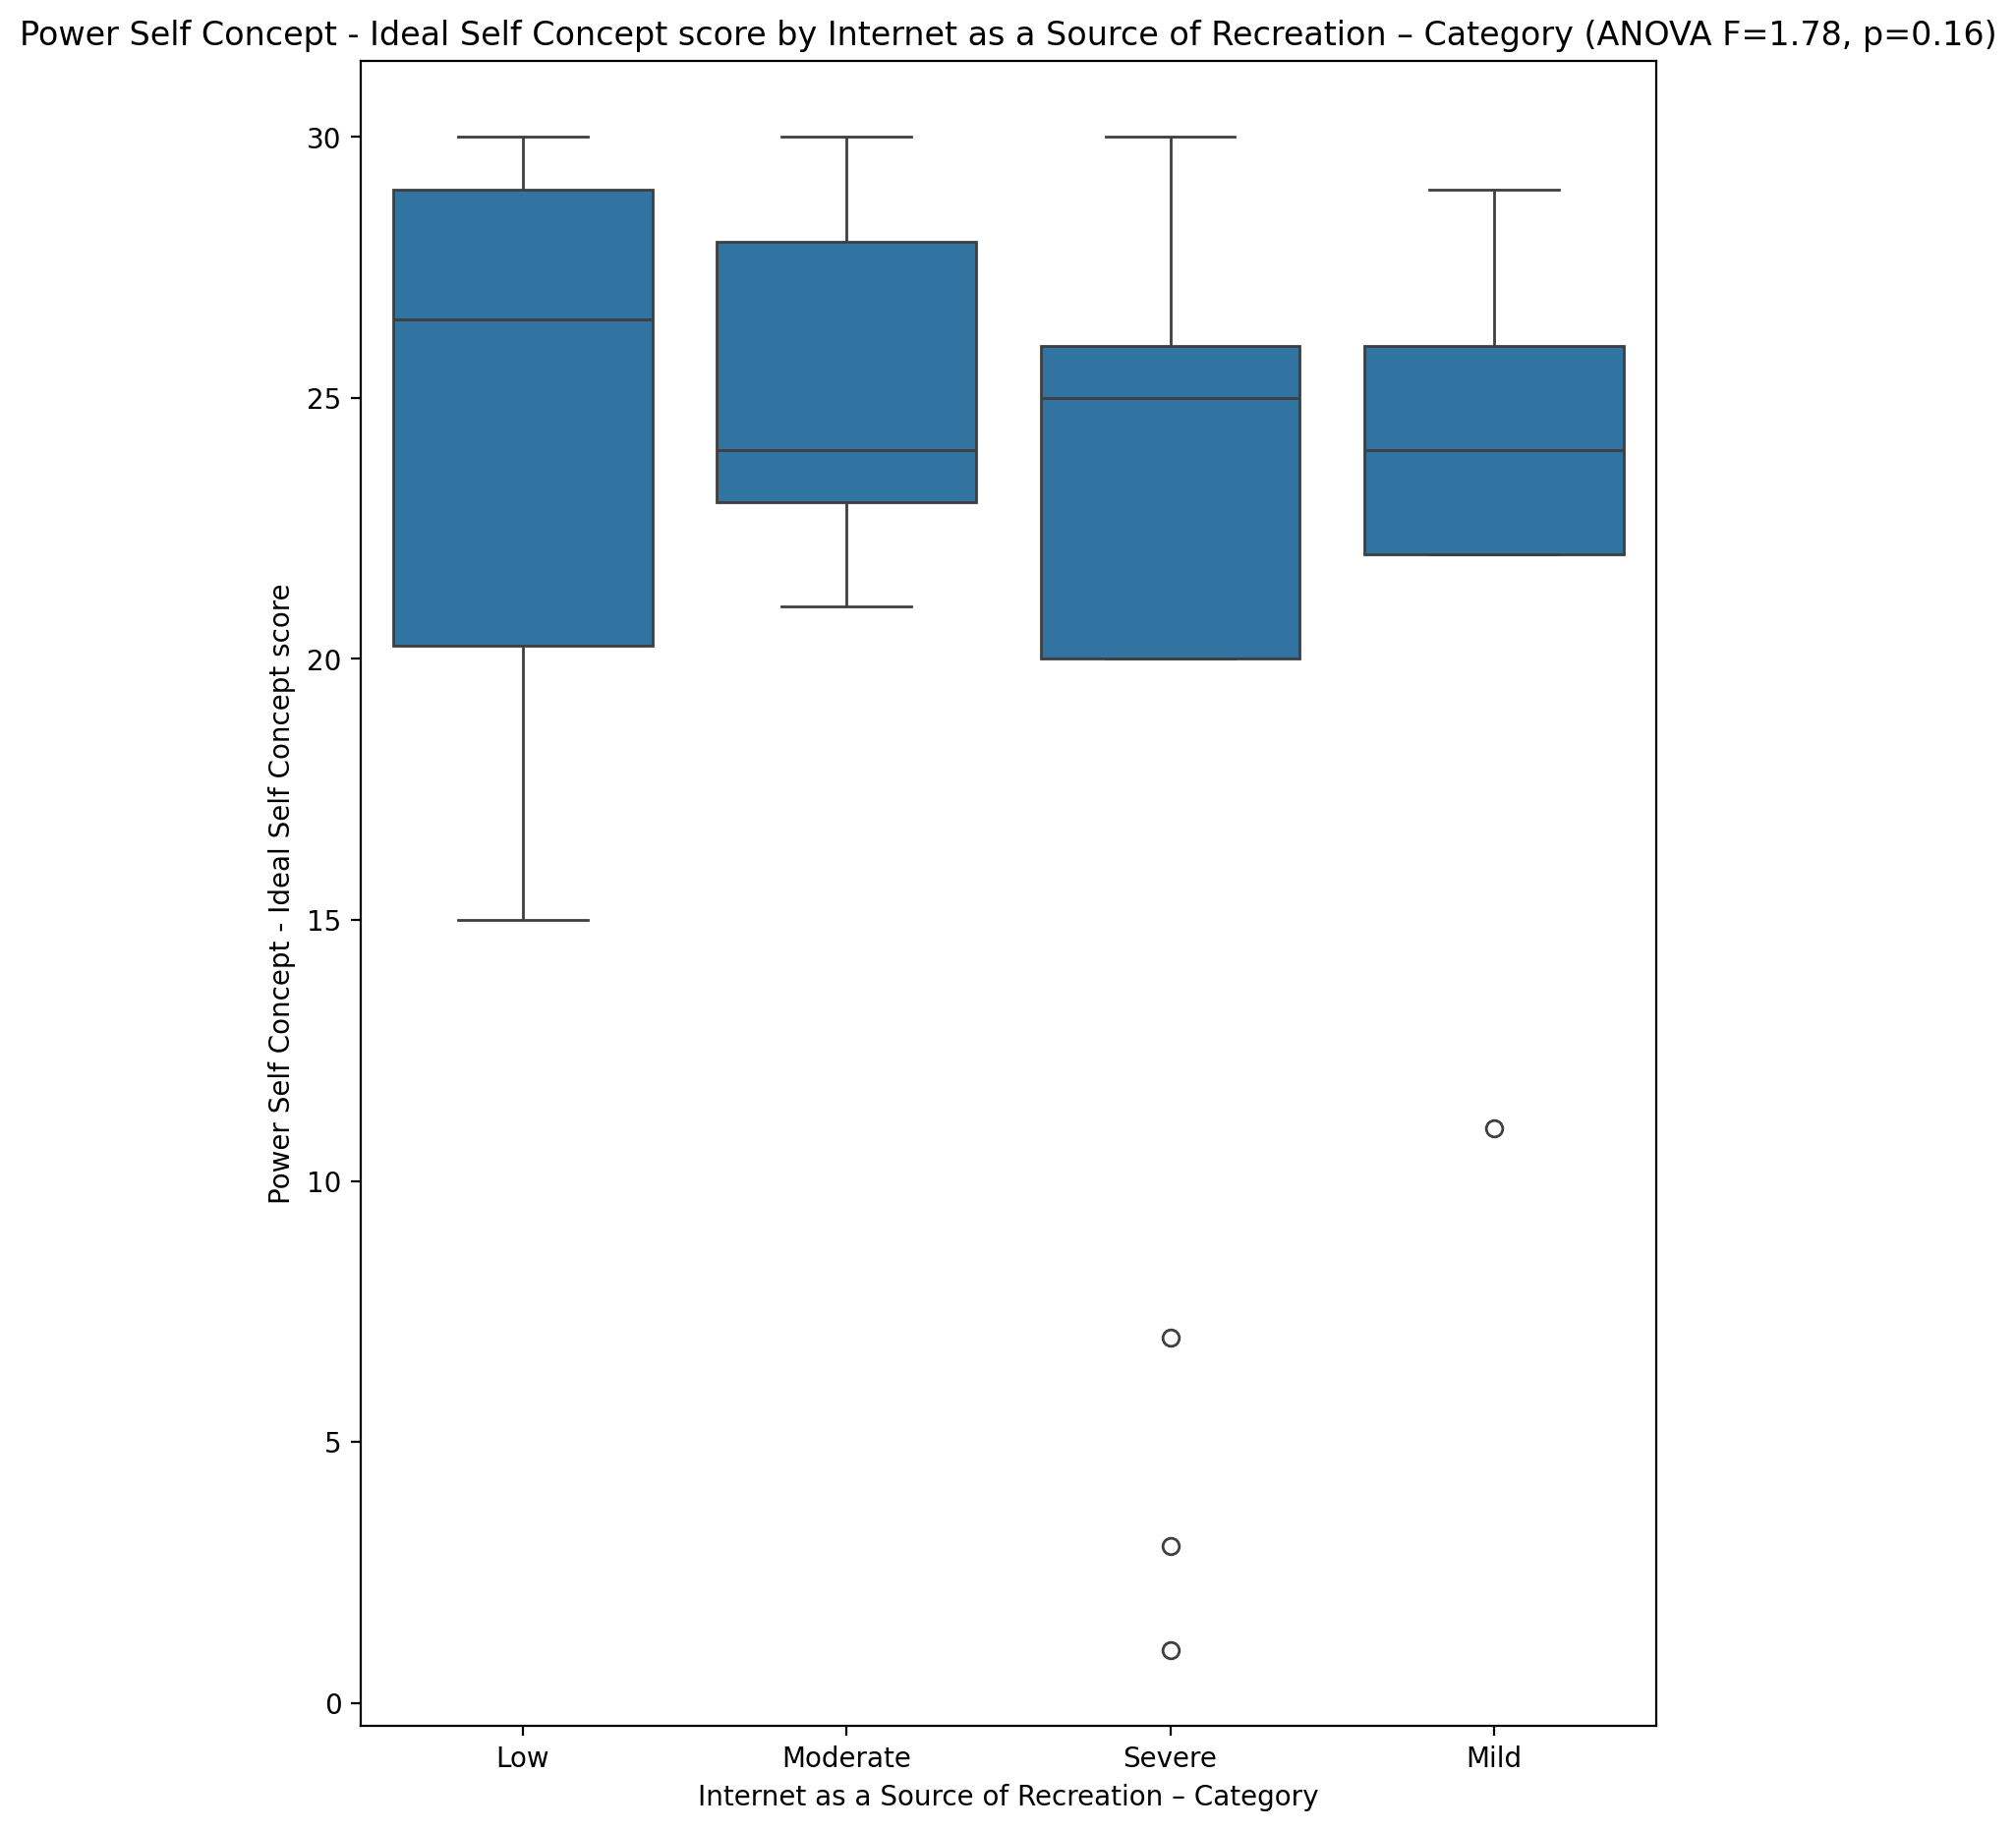 Power Self Concept - Ideal Self Concept score by Internet as a Source of Recreation – Category (ANOVA F=1.78, p=0.16)
Power Self Concept - Ideal Self Concept score
30
25
20
15
10
5
0
Low Moderate Severe Mild
Internet as a Source of Recreation – Category